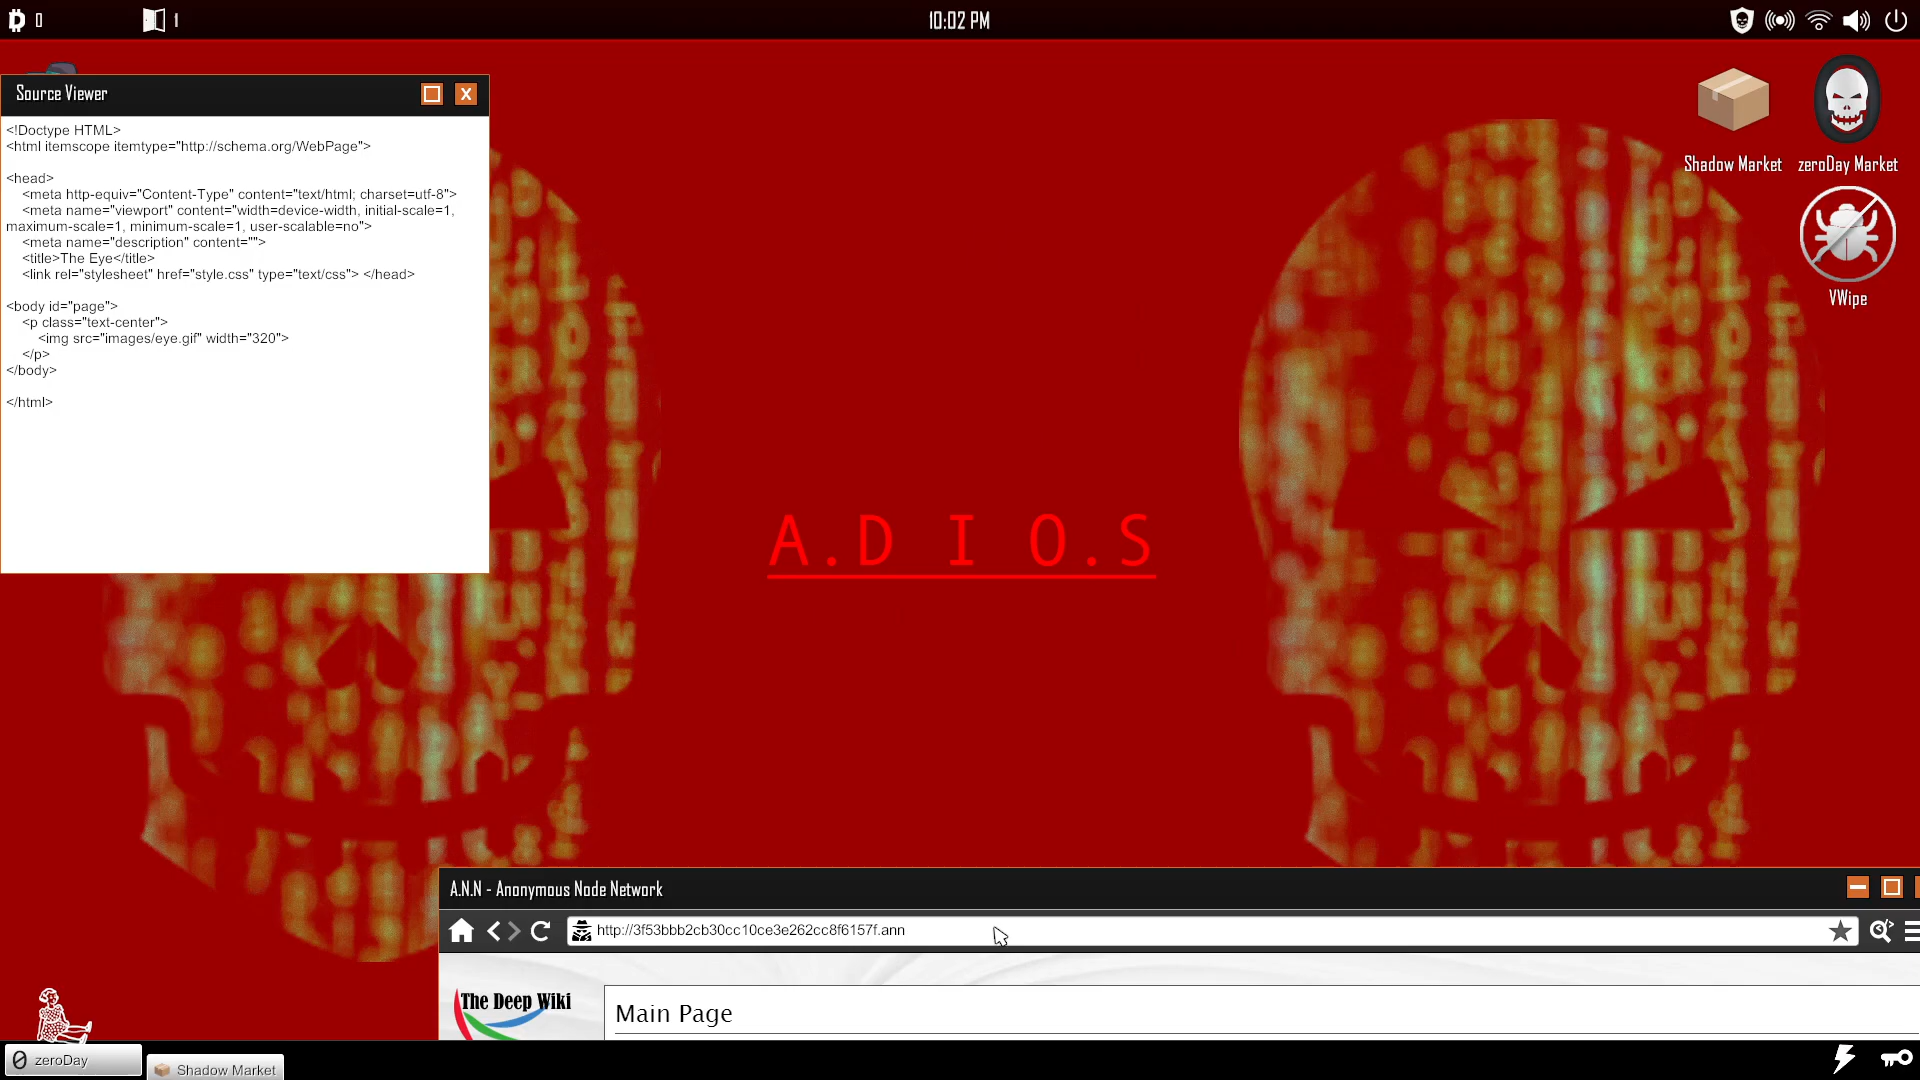 0
1
10:02 PM
Source Viewer
X
<!Doctype HTML>
<html itemscope itemtype="http://schema.org/WebPage">
<head>
<meta http-equiv="Content-Type" content="text/html; charset=utf-8">
<meta name="viewport" content="width=device-width, initial-scale=1,
maximum-scale=1, minimum-scale=1, user-scalable=no">
<meta name="description" content="">
<title>The Eye</title>
<link rel="stylesheet" href="style.css" type="text/css"> </head>
<body id="page">
<p class="text-center">
<img src="images/eye.gif" width="320">
</p>
</body>
</html>
Shadow Market
zeroDay Market
VWipe
A.D I O.S
A.N.N - Anonymous Node Network
http://3f53bbb2cb30cc10ce3e262cc8f6157f.ann
The Deep Wiki
Main Page
zeroDay
Shadow Market